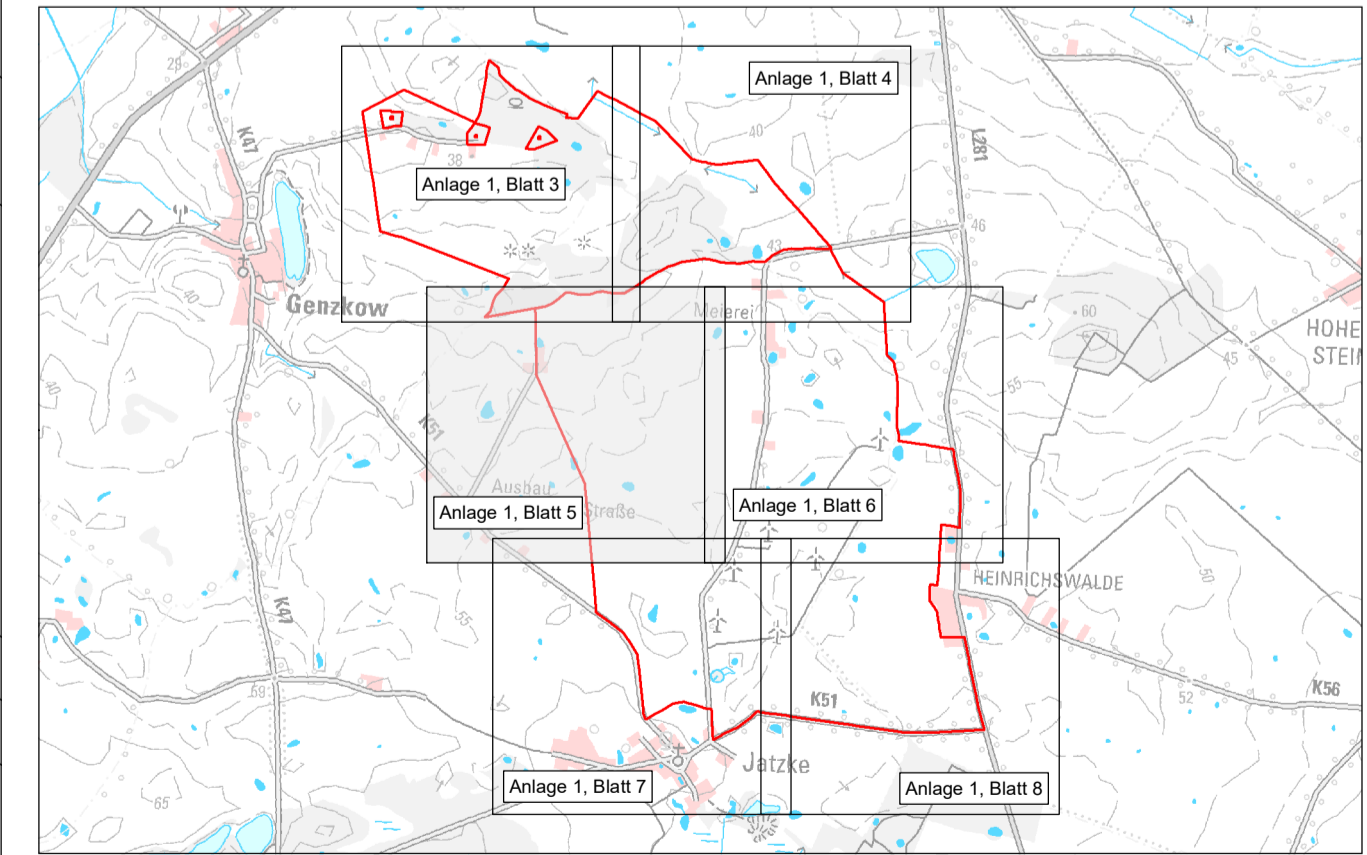 29
Anlage 1, Blatt 4
K47
40
L281
38
Anlage 1, Blatt 3
46
43
40
Genzkow
Meierei
60
HOHE
STEIN
45
40
55
K51
Ausbau
Straße
Anlage 1, Blatt 5
Anlage 1, Blatt 6
HEINRICHSWALDE
50
K47
55
59
K51
52
K56
Jatzke
Anlage 1, Blatt 7
Anlage 1, Blatt 8
65